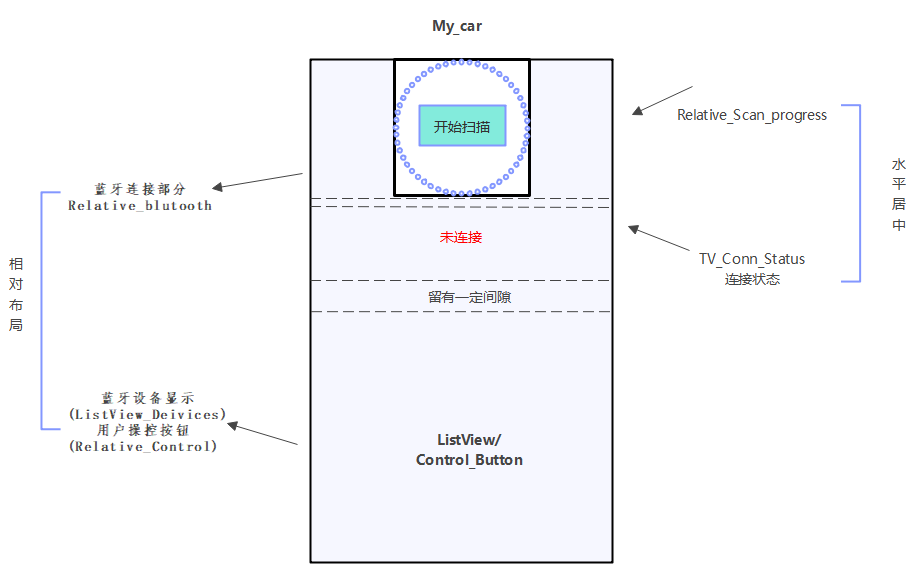 My_car
开始扫描
Relative_Scan_progress
水
平
居
中
蓝牙连接部分
Relative_blutooth
未连接
TV_Conn_Status
连接状态
相
对
布
局
留有一定间隙
蓝牙设备显示
(ListView_Deivices)
用户操控按钮
(Relative_Control)
ListView/
Control_Button